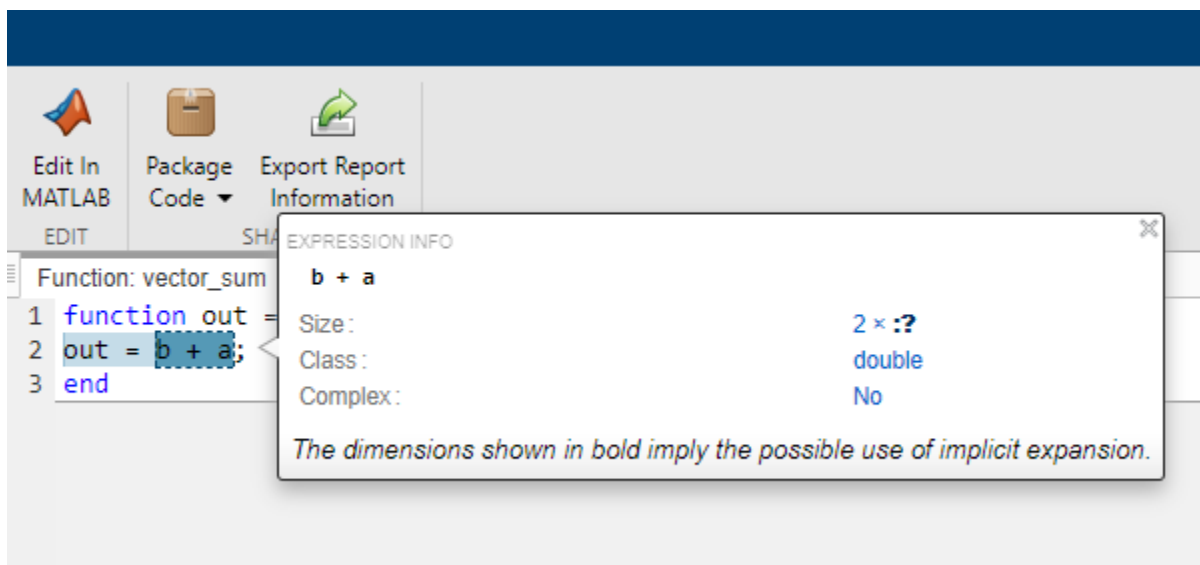 Edit In
MATLAB
Package
Code
Export Report
Information
EDIT
SHA
EXPRESSION INFO
b + a
Size:
2 × :?
Class:
double
Complex:
No
The dimensions shown in bold imply the possible use of implicit expansion.
Function: vector_sum
1 function out =
2 out = b + a;
3 end